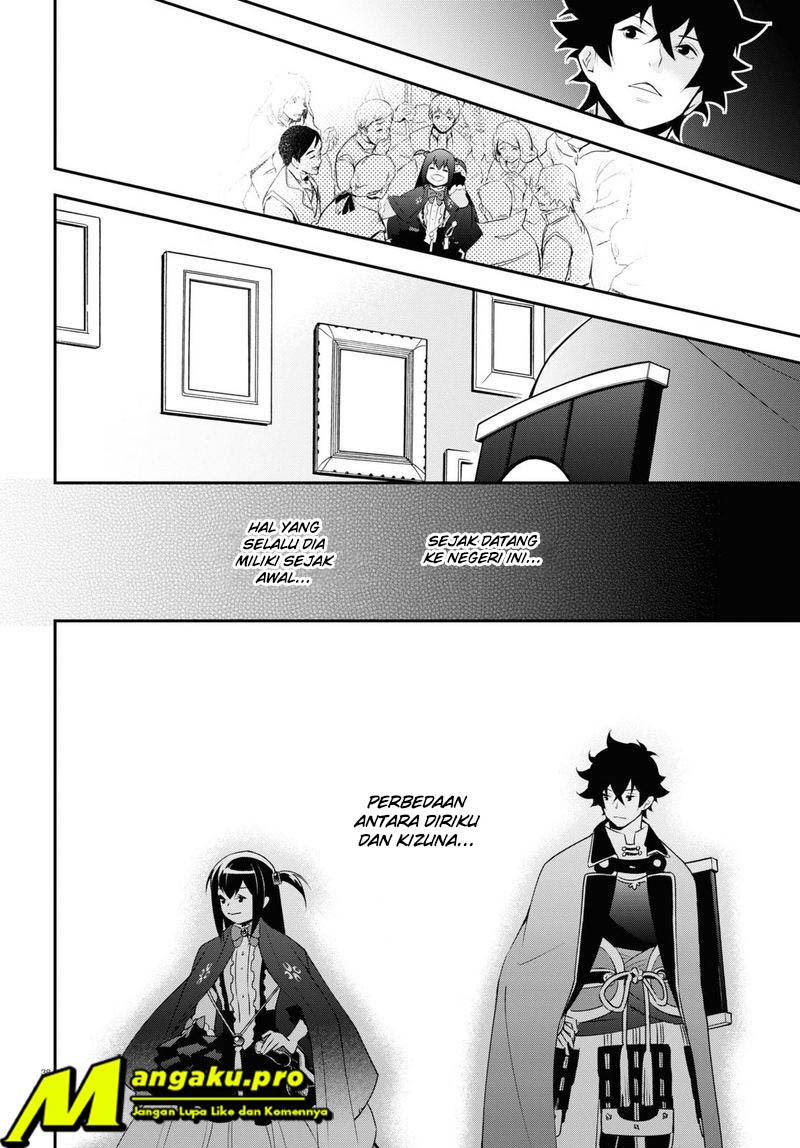 SEJAK DATANG
KE NEGERI INI...
HAL YANG
SELALU DIA
MILIKI SEJAK
AWAL...
PERBEDAAN
ANTARA DIRIKU
DAN KIZUNA...
Mangaku.pro
Jangan Lupa Like dan Komennya